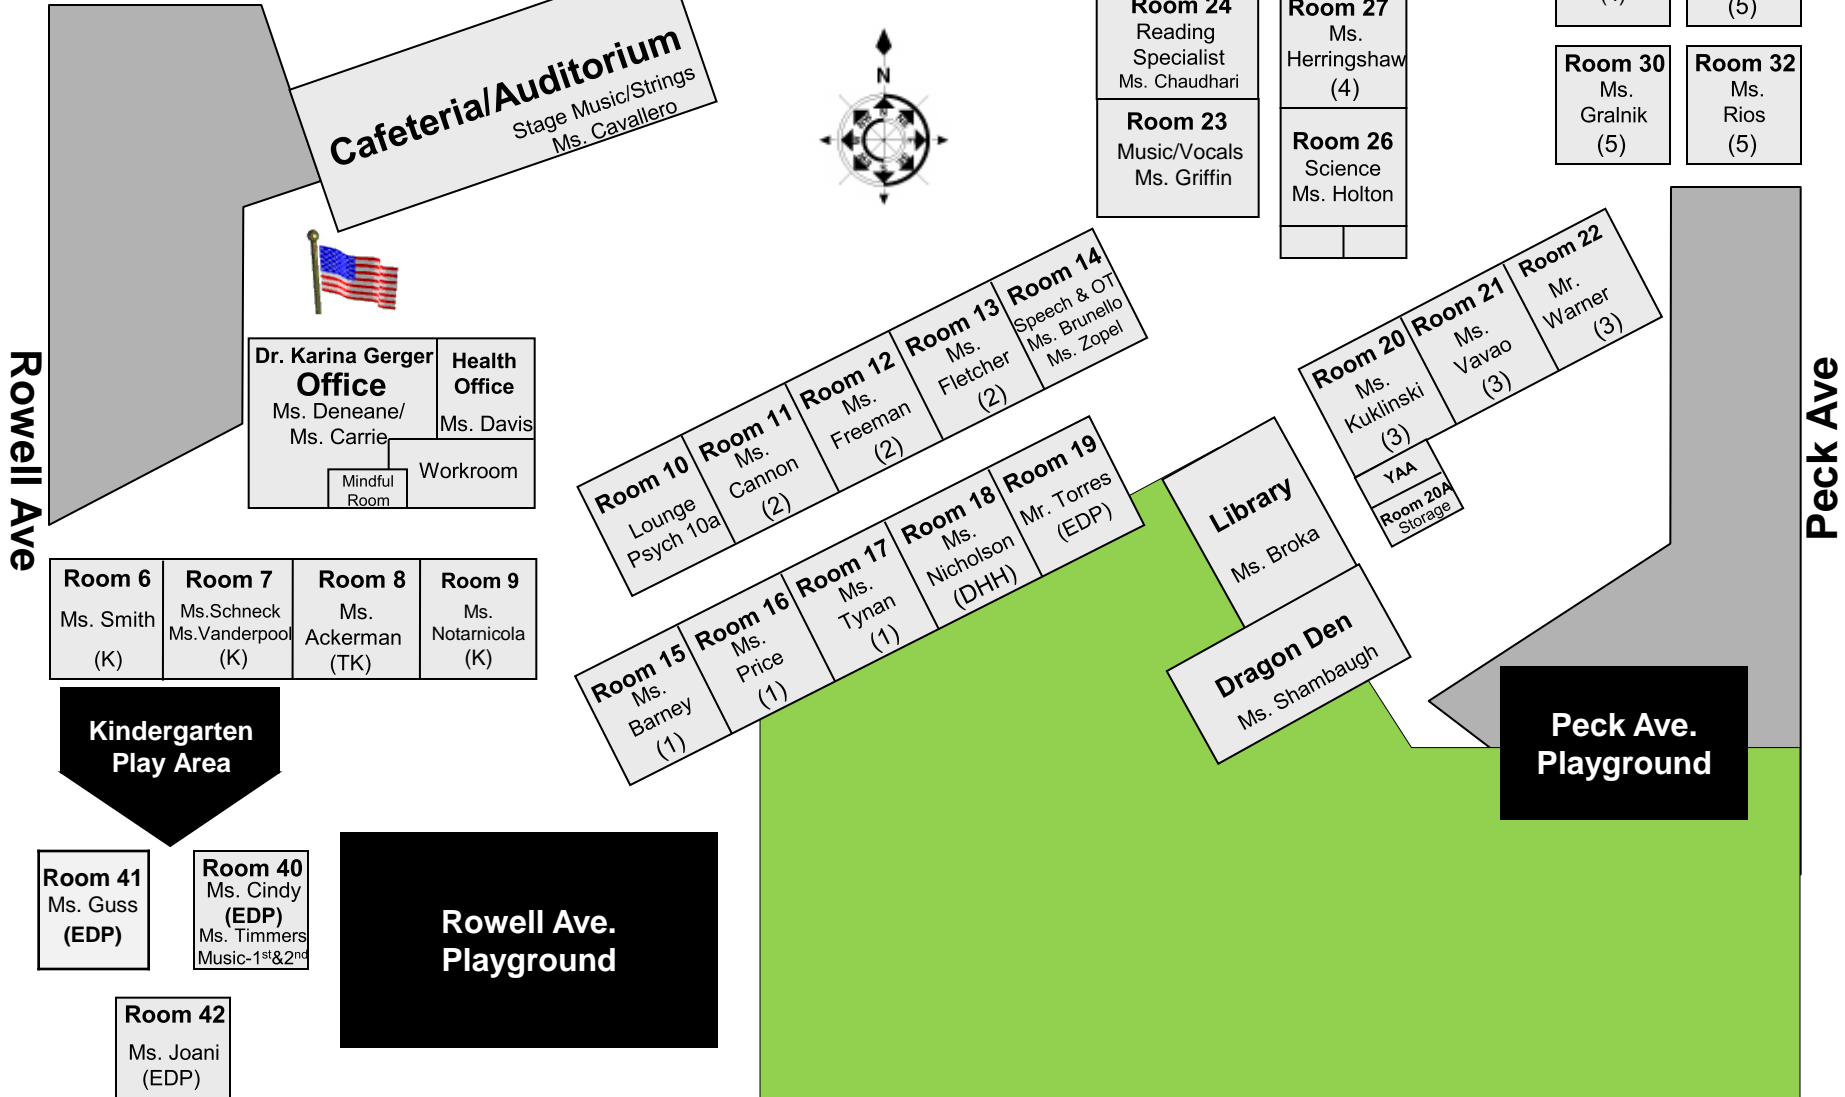 Cafeteria/Auditorium
Stage Music/Strings
Ms. Cavallero
N
Room 24
Reading
Specialist
Ms. Chaudhari
Room 23
Music/Vocals
Ms. Griffin
Room 27
Ms.
Herringshaw
(4)
Room 26
Science
Ms. Holton
(5)
Room 30
Ms.
Gralnik
(5)
Room 32
Ms.
Rios
(5)
Rowell Ave
Peck Ave
Dr. Karina Gerger
Office
Ms. Deneane/
Ms. Carrie
Health
Office
Ms. Davis
Workroom
Mindful
Room
Room 10
Lounge
Psych 10a
Room 11
Ms.
Cannon
(2)
Room 12
Ms.
Freeman
(2)
Room 13
Ms.
Fletcher
(2)
Room 14
Speech & OT
Ms. Brunello
Ms. Zopel
Room 15
Ms.
Barney
(1)
Room 16
Ms.
Price
(1)
Room 17
Ms.
Tynan
(1)
Room 18
Ms.
Nicholson
(DHH)
Room 19
Mr. Torres
(EDP)
Room 20
Ms.
Kuklinski
(3)
Room 21
Ms.
Vavao
(3)
Room 22
Mr.
Warner
(3)
YAA
Room 20A
Storage
Library
Ms. Broka
Dragon Den
Ms. Shambaugh
Room 6
Ms. Smith
(K)
Room 7
Ms.Schneck
Ms.Vanderpool
(K)
Room 8
Ms.
Ackerman
(TK)
Room 9
Ms.
Notarnicola
(K)
Kindergarten
Play Area
Peck Ave.
Playground
Rowell Ave.
Playground
Room 41
Ms. Guss
(EDP)
Room 40
Ms. Cindy
(EDP)
Ms. Timmers
Music-1st&2nd
Room 42
Ms. Joani
(EDP)